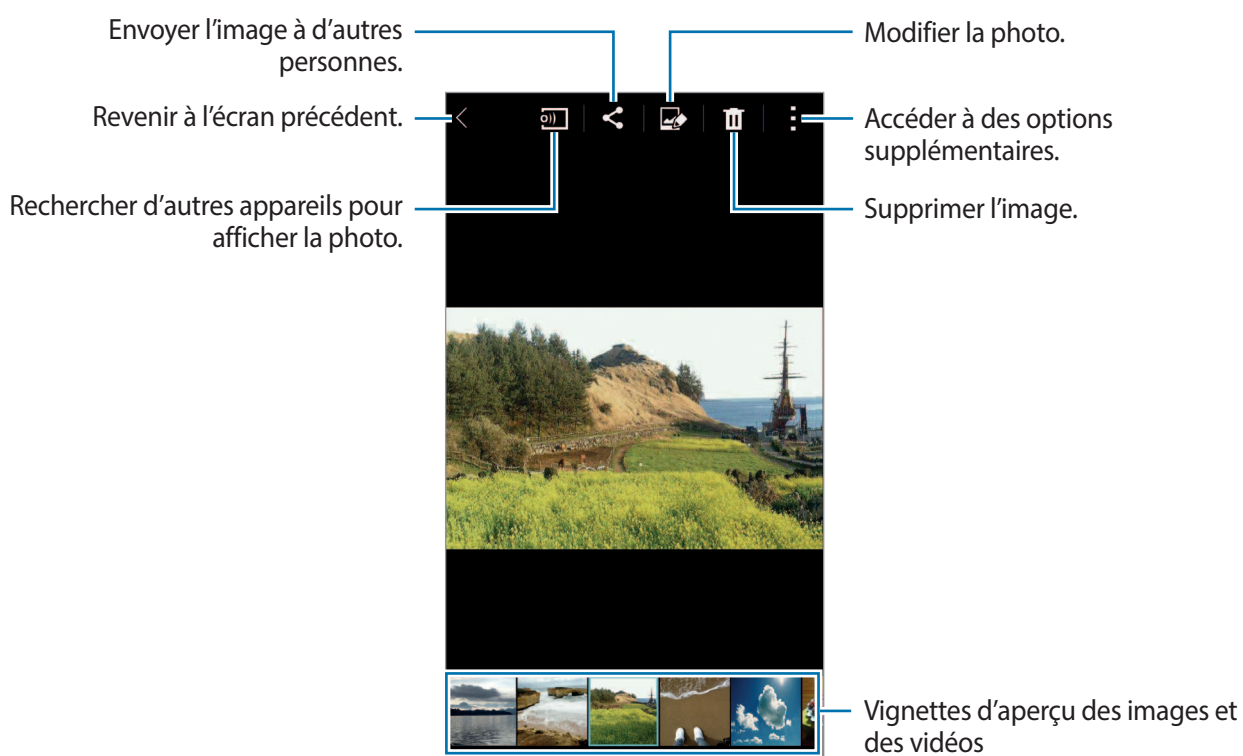 Envoyer l’image à d’autres
personnes.
Modifier la photo.
Revenir à l’écran précédent.
Accéder à des options
supplémentaires.
Rechercher d’autres appareils pour
afficher la photo.
Supprimer l’image.
Vignettes d’aperçu des images et
des vidéos